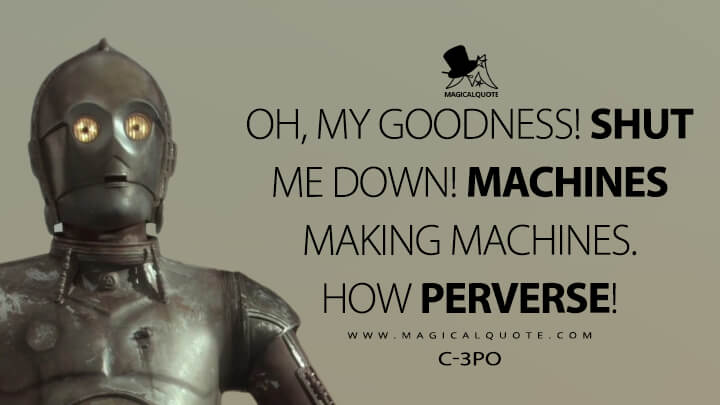 MAGICALQUOTE
OH, MY GOODNESS! SHUT
ME DOWN! MACHINES
MAKING MACHINES.
HOW PERVERSE!
WWW.MAGICALQUOTE.COM
C-3PO